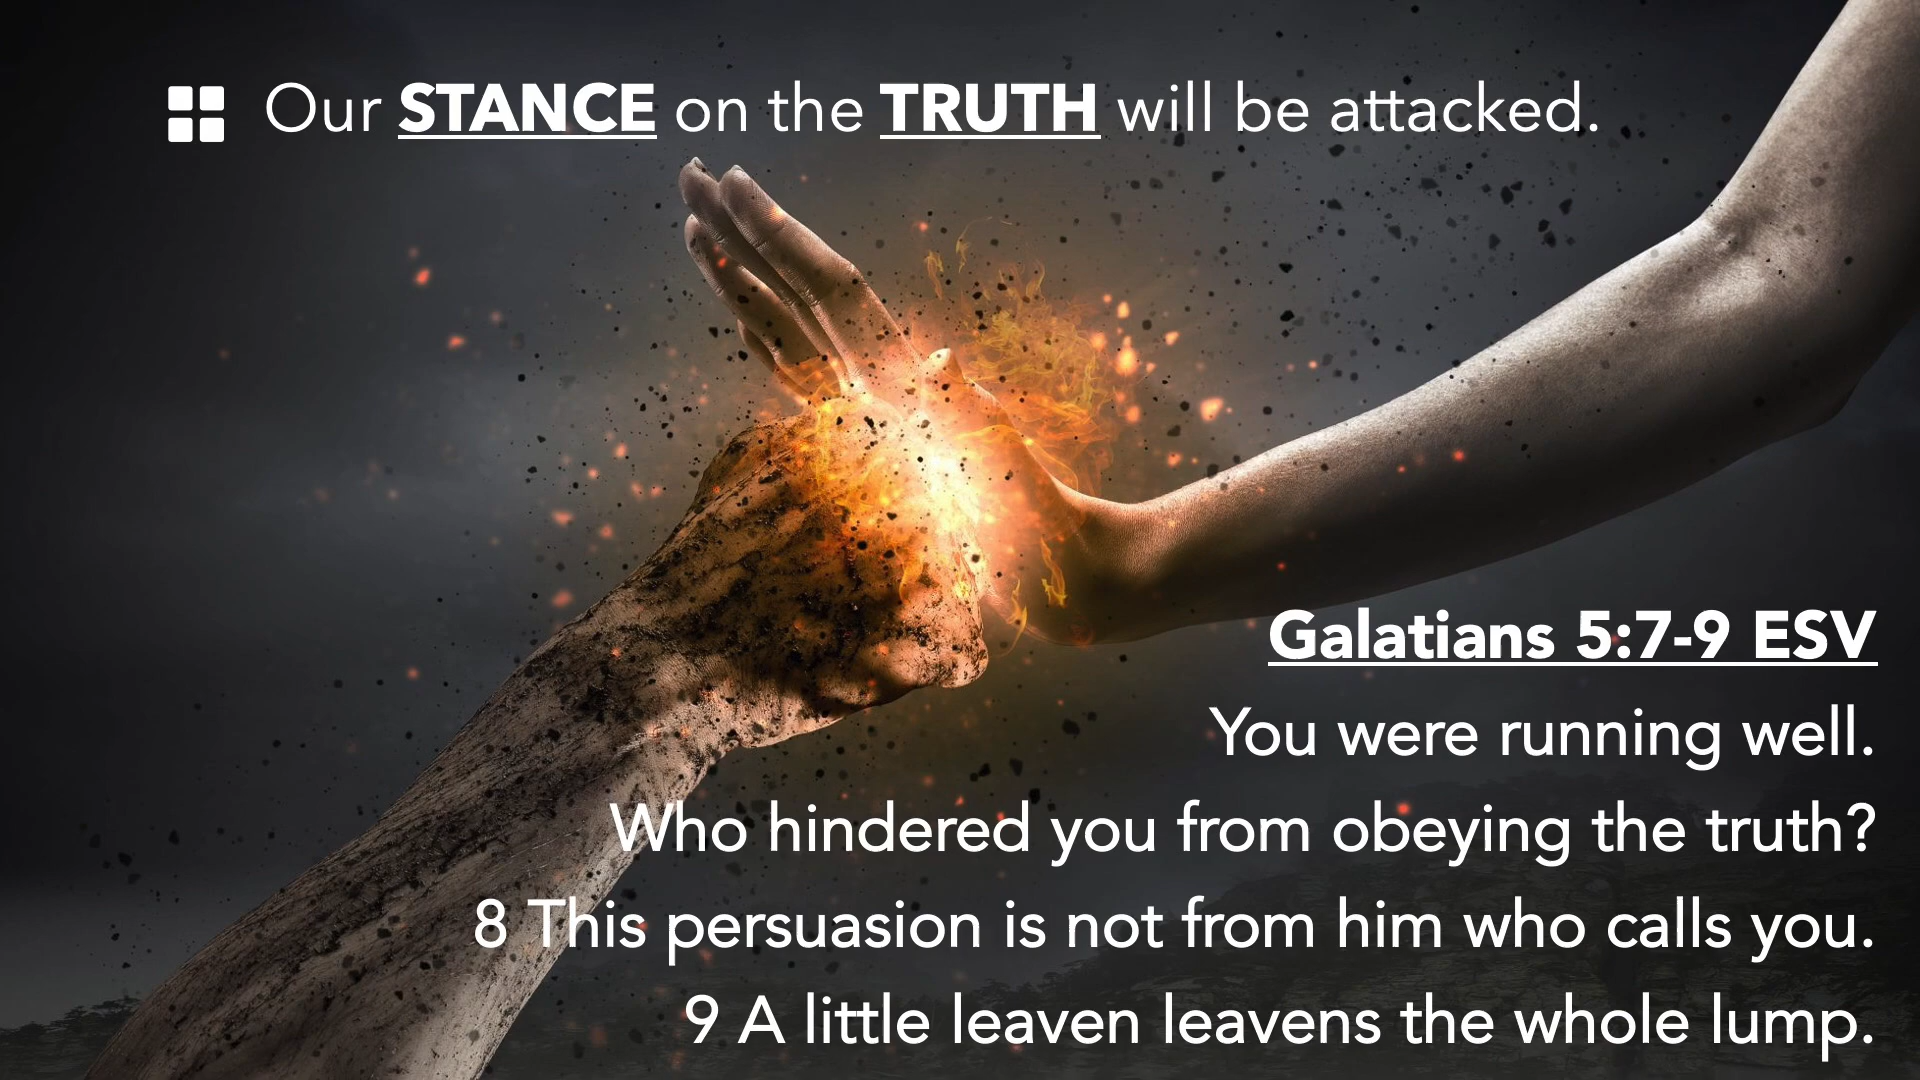 Our STANCE on the TRUTH will be attacked.
Galatians 5:7-9 ESV
You were running well.
Who hindered you from obeying the truth?
8 This persuasion is not from him who calls you.
9 A little leaven leavens the whole lump.